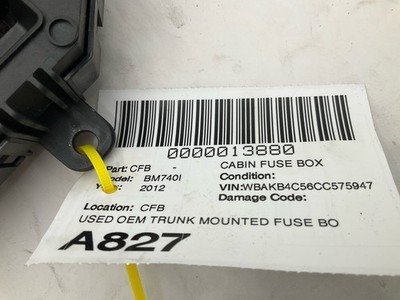 0000013880
Part: CFB - CABIN FUSE BOX
Model: BM740I Condition:
Year: 2012 VIN:WBAKB4C56CC575947
Damage Code:
Location: CFB
USED OEM TRUNK MOUNTED FUSE BO
A827